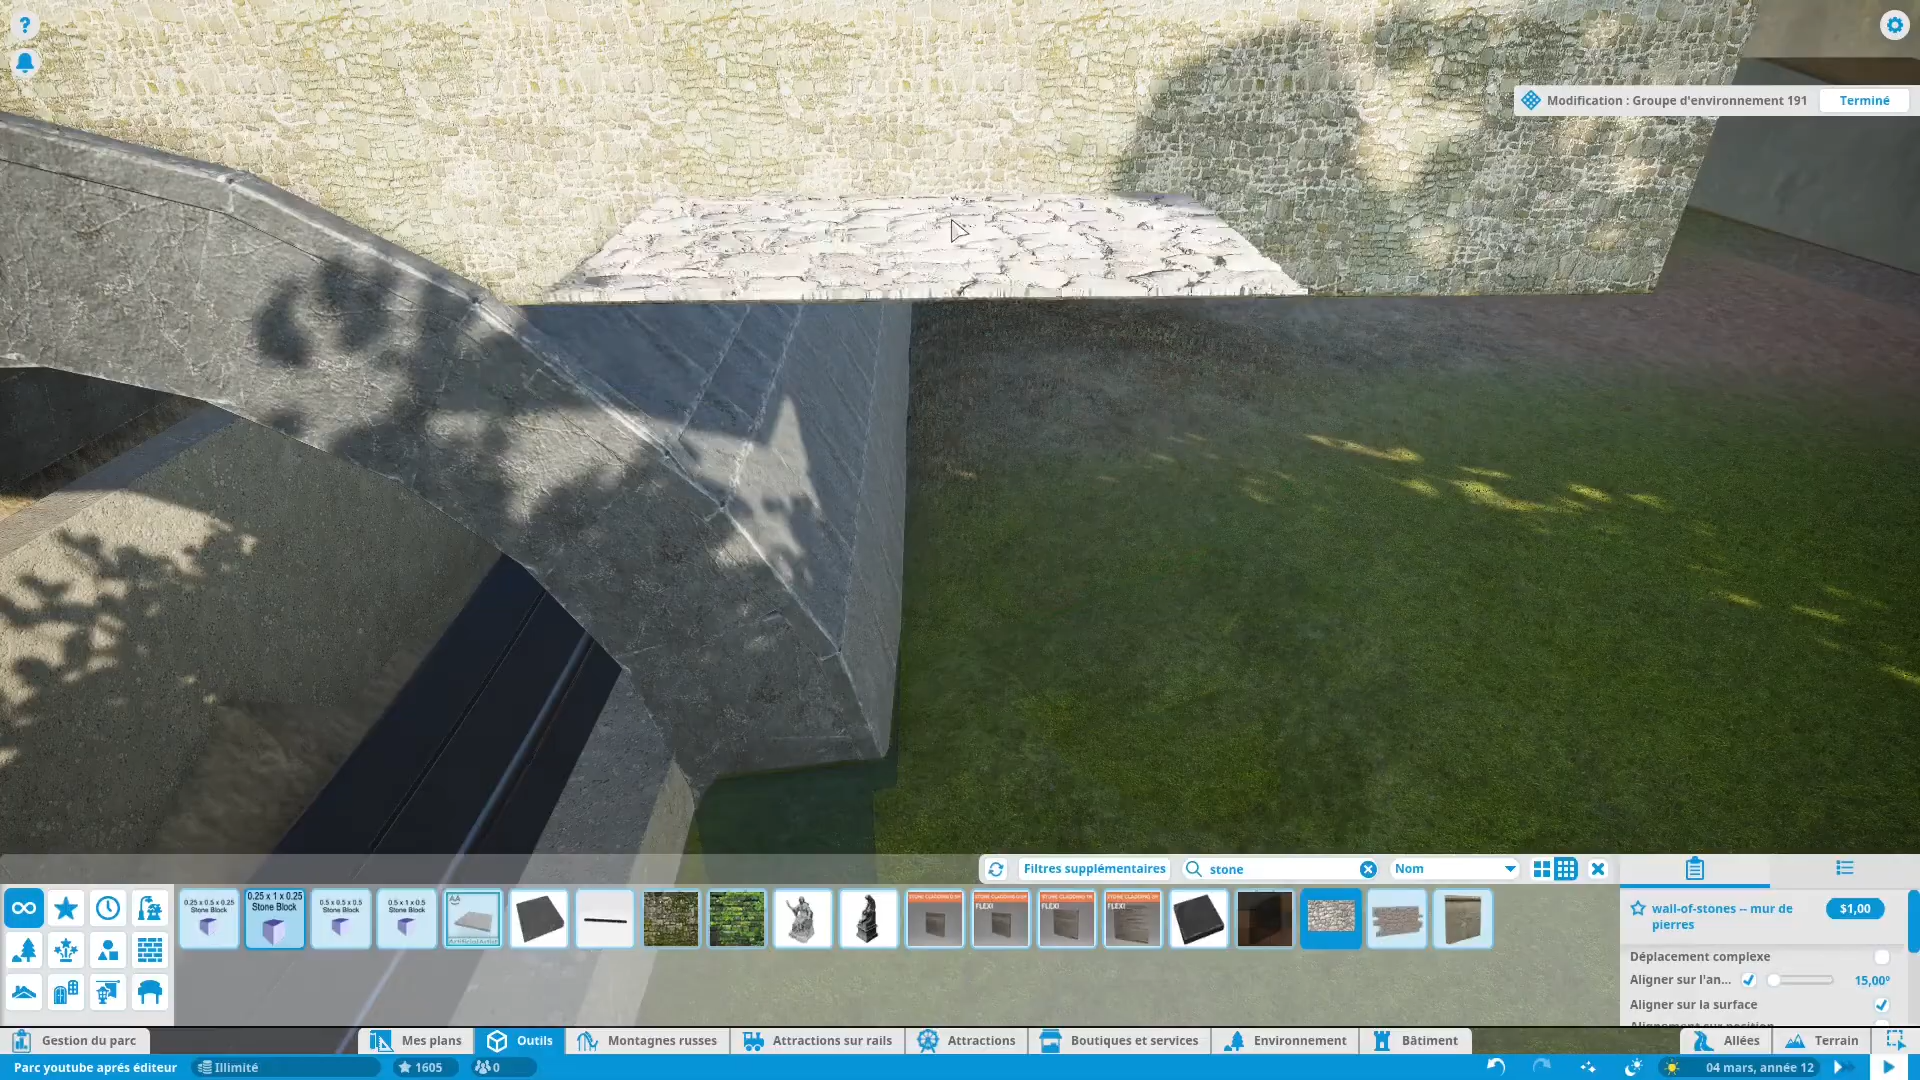 ?
Modification : Groupe d'environnement 191
Terminé
Filtres supplémentaires
stone
Nom
0.25 x 0.5 x 0.25
Stone Block
0.25 x 1 x 0.25
Stone Block
0.5 x 0.5 x 0.5
Stone Block
0.5 x 1 x 0.5
Stone Block
FLEXI
FLEXI
FLEXI
wall-of-stones -- mur de
pierres
$1,00
Déplacement complexe
Aligner sur l'an...
15,00°
Aligner sur la surface
Gestion du parc
Mes plans
Outils
Montagnes russes
Attractions sur rails
Attractions
Boutiques et services
Environnement
Bâtiment
Allées
Terrain
Parc youtube aprés éditeur
Illimité
1605
0
04 mars, année 12